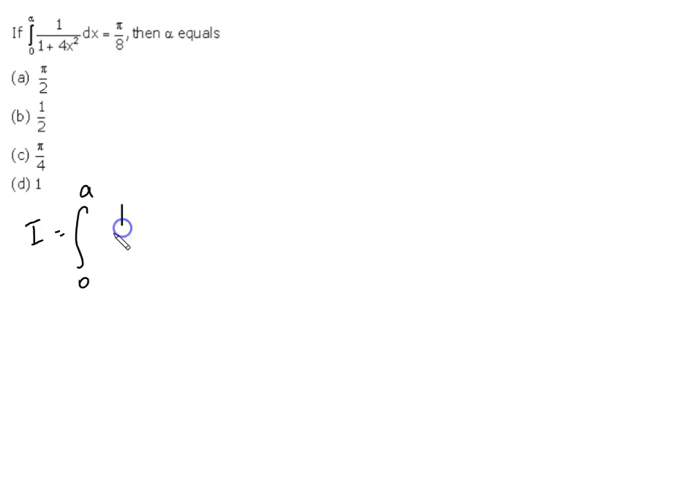 If ∫₀^α 1/(1 + 4x²) dx = π/8, then α equals
(a) π/2
(b) 1/2
(c) π/4
(d) 1
I = ∫₀^a 1